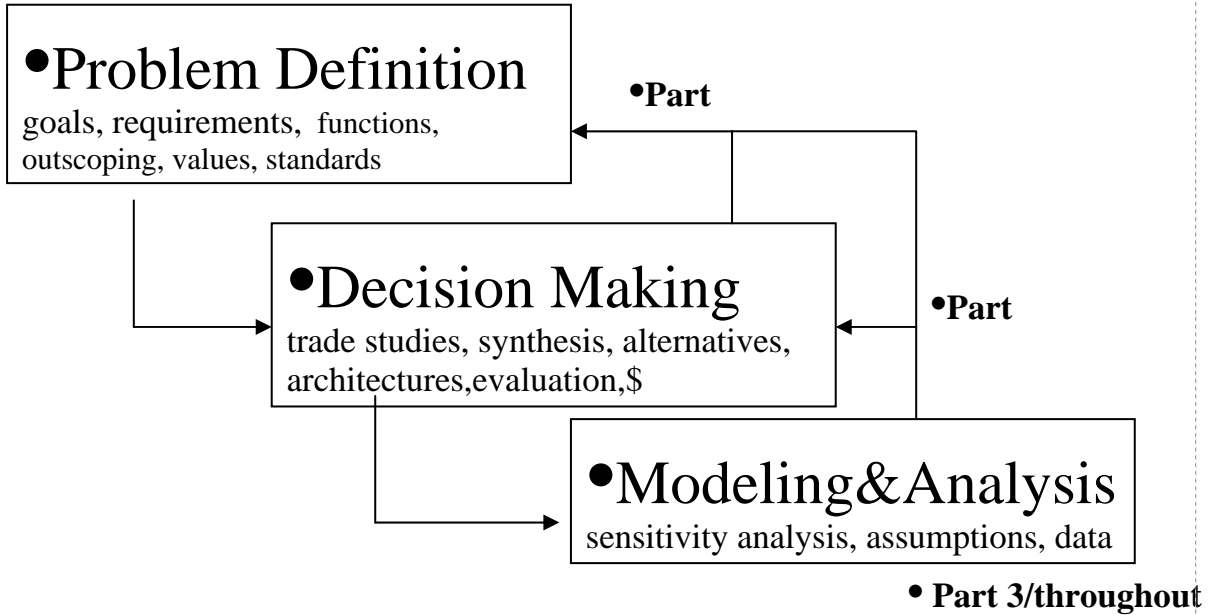 •Problem Definition
goals, requirements, functions,
outscoping, values, standards
•Part
•Decision Making
trade studies, synthesis, alternatives,
architectures,evaluation,$
•Part
•Modeling&Analysis
sensitivity analysis, assumptions, data
• Part 3/throughout